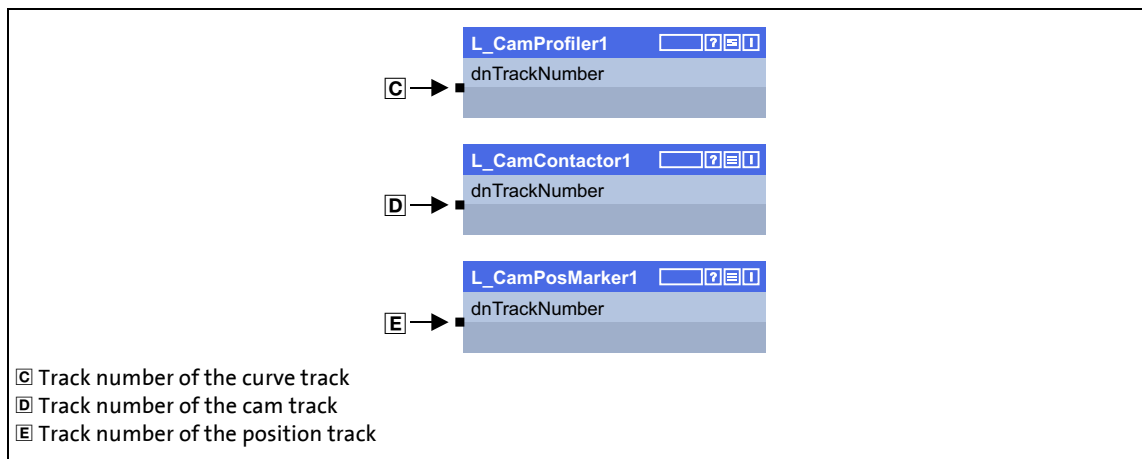 L_CamProfiler1 ? I
dnTrackNumber
C
L_CamContactor1 ? I
dnTrackNumber
D
L_CamPosMarker1 ? I
dnTrackNumber
E
C Track number of the curve track
D Track number of the cam track
E Track number of the position track